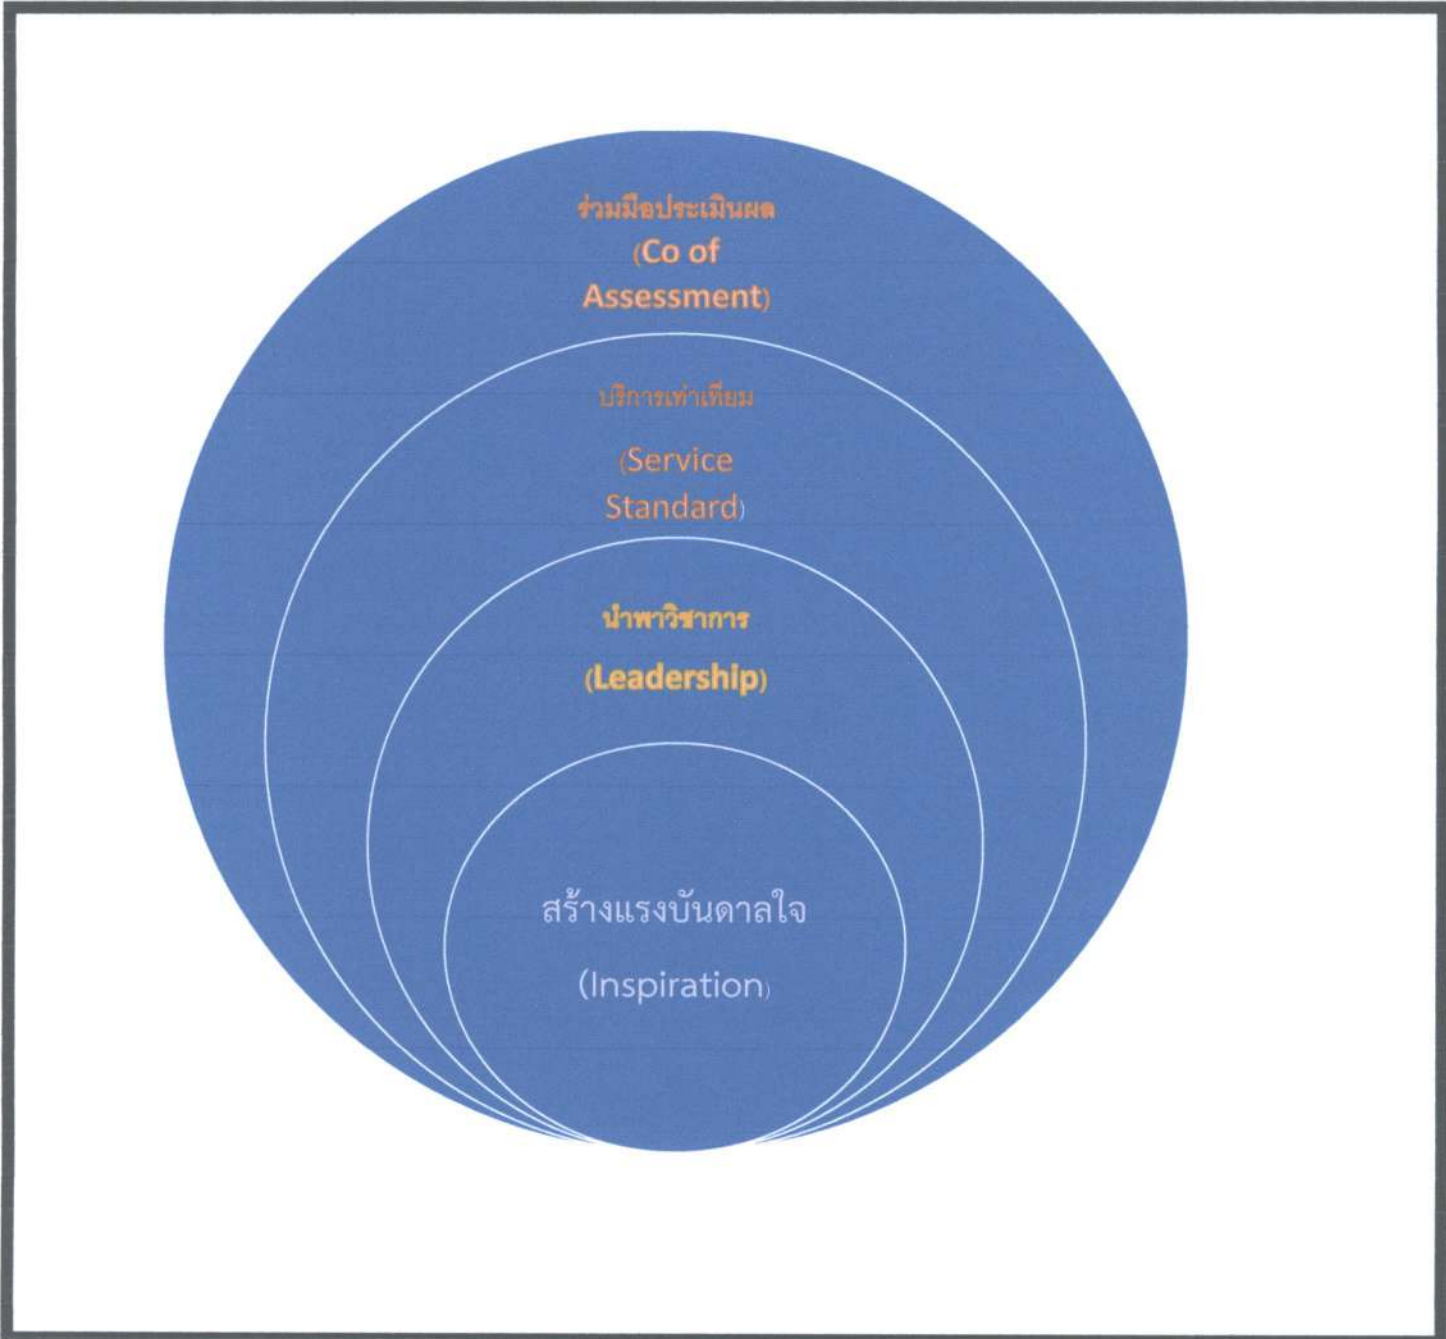 ร่วมมือประเมินผล
(Co of
Assessment)
บริการเท่าเทียม
(Service
Standard)
นำพาวิชาการ
(Leadership)
สร้างแรงบันดาลใจ
(Inspiration)